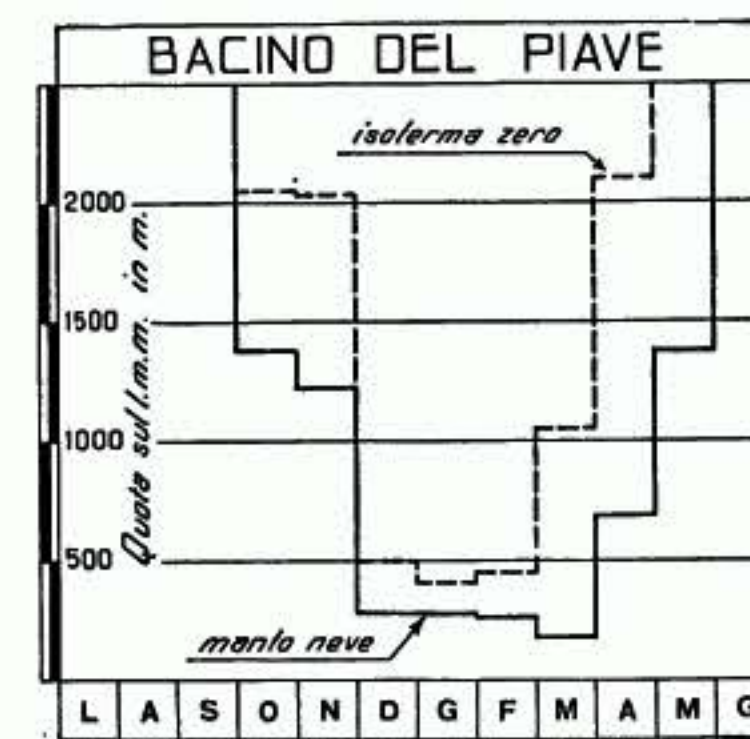 BACINO DEL PIAVE
isoterma zero
2000
1500
1000
500
Quota sul l.m.m. in m.
manto neve
L A S O N D G F M A M G